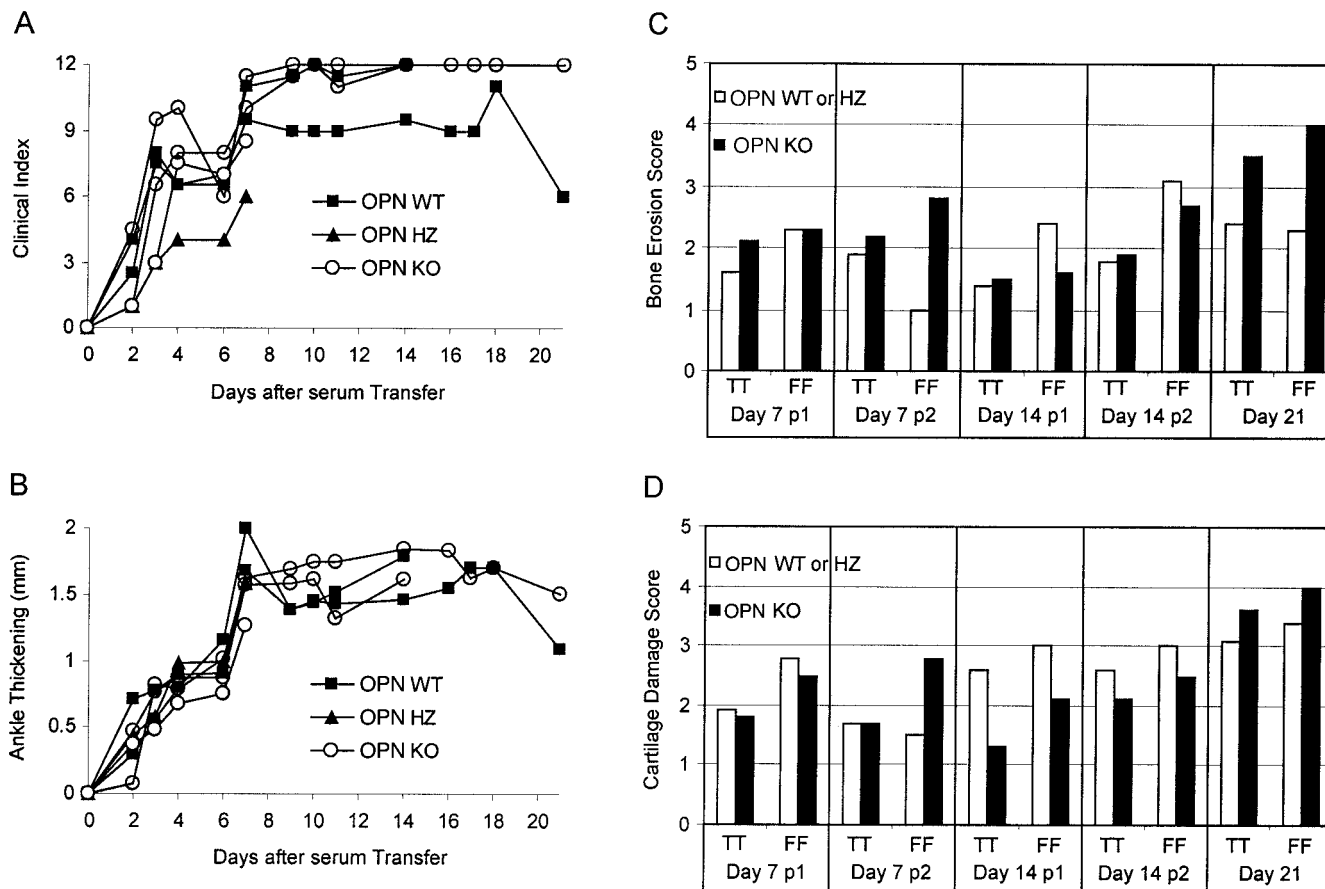 A
12
9
6
3
0
Clinical Index
OPN WT
OPN HZ
OPN KO
0 2 4 6 8 10 12 14 16 18 20
Days after serum Transfer
B
2
1.5
1
0.5
0
Ankle Thickening (mm)
OPN WT
OPN HZ
OPN KO
0 2 4 6 8 10 12 14 16 18 20
Days after serum Transfer
C
5
4
3
2
1
0
Bone Erosion Score
OPN WT or HZ
OPN KO
TT FF TT FF TT FF TT FF TT FF
Day 7 p1 Day 7 p2 Day 14 p1 Day 14 p2 Day 21
D
5
4
3
2
1
0
Cartilage Damage Score
OPN WT or HZ
OPN KO
TT FF TT FF TT FF TT FF TT FF
Day 7 p1 Day 7 p2 Day 14 p1 Day 14 p2 Day 21